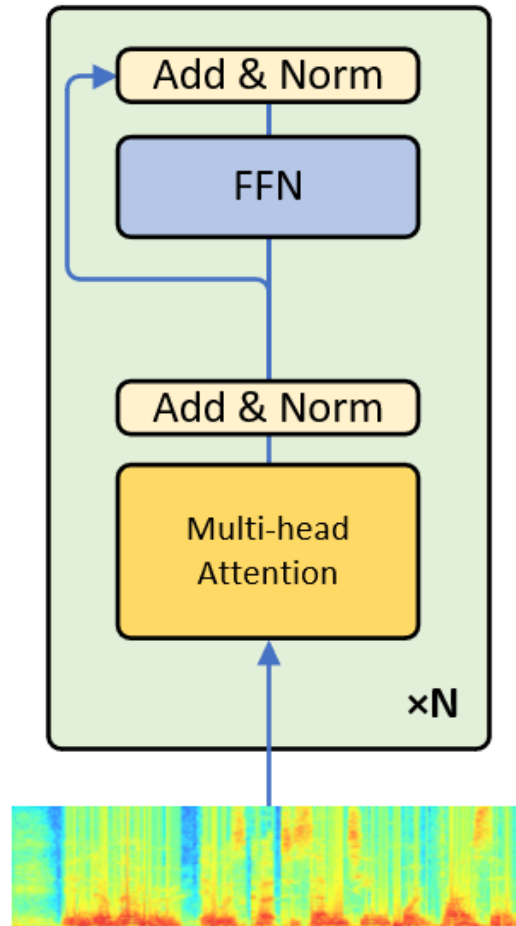 Add & Norm
FFN
Add & Norm
Multi-head
Attention
×N